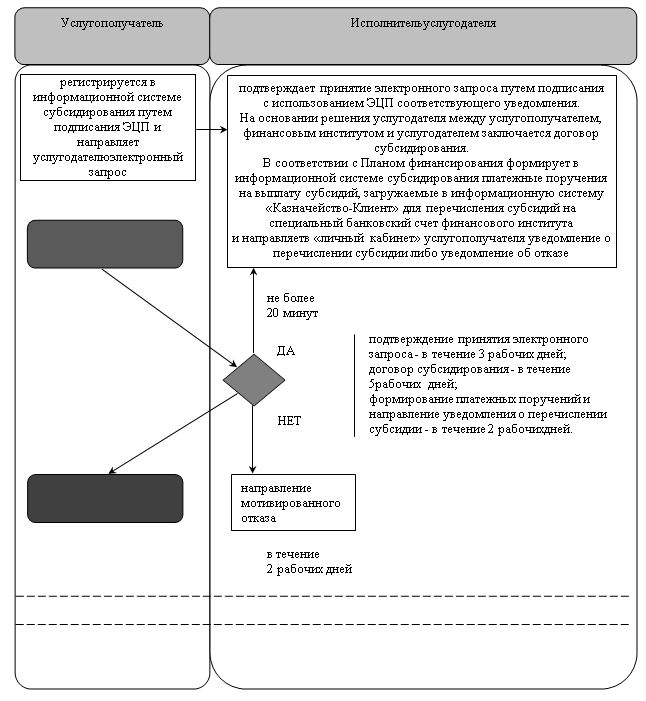 Услугополучатель
Исполнительуслугодателя
регистрируется в
информационной системе
субсидирования путем
подписания ЭЦП и
направляет
услугодателюэлектронный
запрос
подтверждает принятие электронного запроса путем подписания
с использованием ЭЦП соответствующего уведомления.
На основании решения услугодателя между услугополучателем,
финансовым институтом и услугодателем заключается договор
субсидирования.
В соответствии с Планом финансирования формирует в
информационной системе субсидирования платежные поручения
на выплату субсидий, загружаемые в информационную систему
«Казначейство-Клиент» для перечисления субсидий на
специальный банковский счет финансового института
и направляетв «личный кабинет» услугополучателя уведомление о
перечислении субсидии либо уведомление об отказе
не более
20 минут
ДА
подтверждение принятия электронного
запроса - в течение 3 рабочих дней;
договор субсидирования - в течение
5рабочих дней;
формирование платежных поручений и
направление уведомления о перечислении
субсидии - в течение 2 рабочихдней.
НЕТ
направление
мотивированного
отказа
в течение
2 рабочих дней